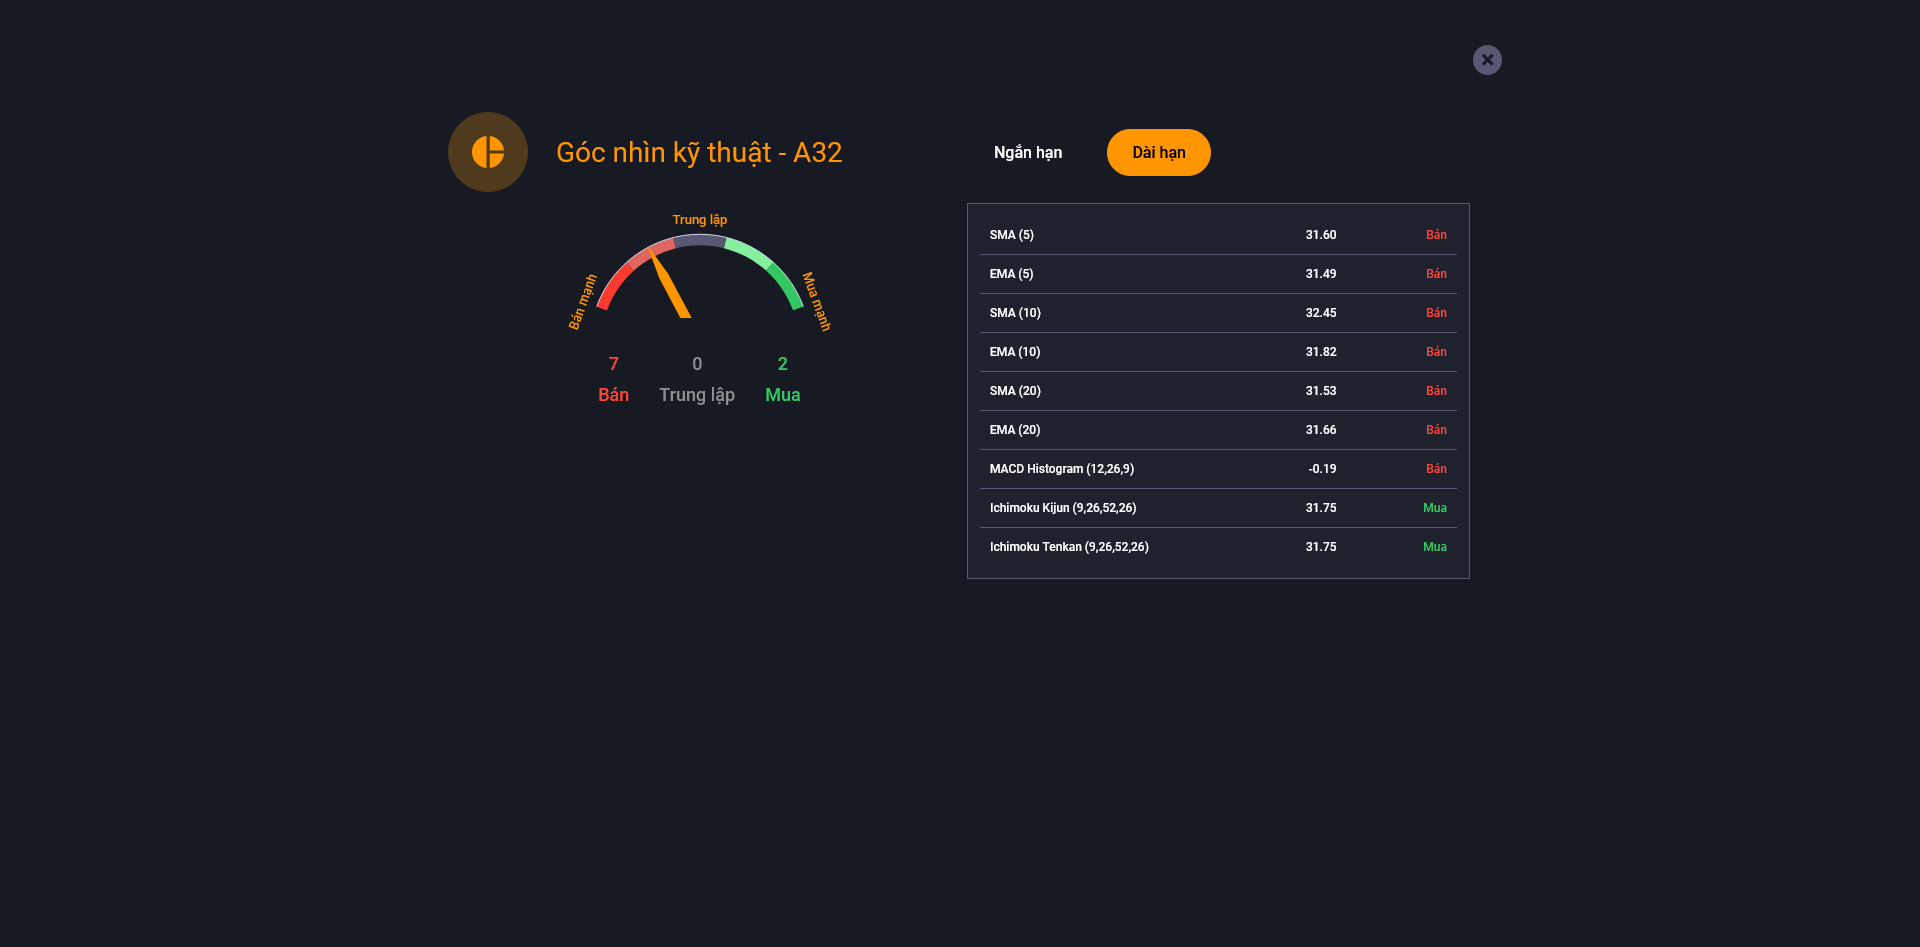 Góc nhìn kỹ thuật - A32
Trung lập
Bán mạnh
Mua mạnh
7 0 2
Bán Trung lập Mua
Ngắn hạn Dài hạn
SMA (5) 31.60 Bán
EMA (5) 31.49 Bán
SMA (10) 32.45 Bán
EMA (10) 31.82 Bán
SMA (20) 31.53 Bán
EMA (20) 31.66 Bán
MACD Histogram (12,26,9) -0.19 Bán
Ichimoku Kijun (9,26,52,26) 31.75 Mua
Ichimoku Tenkan (9,26,52,26) 31.75 Mua